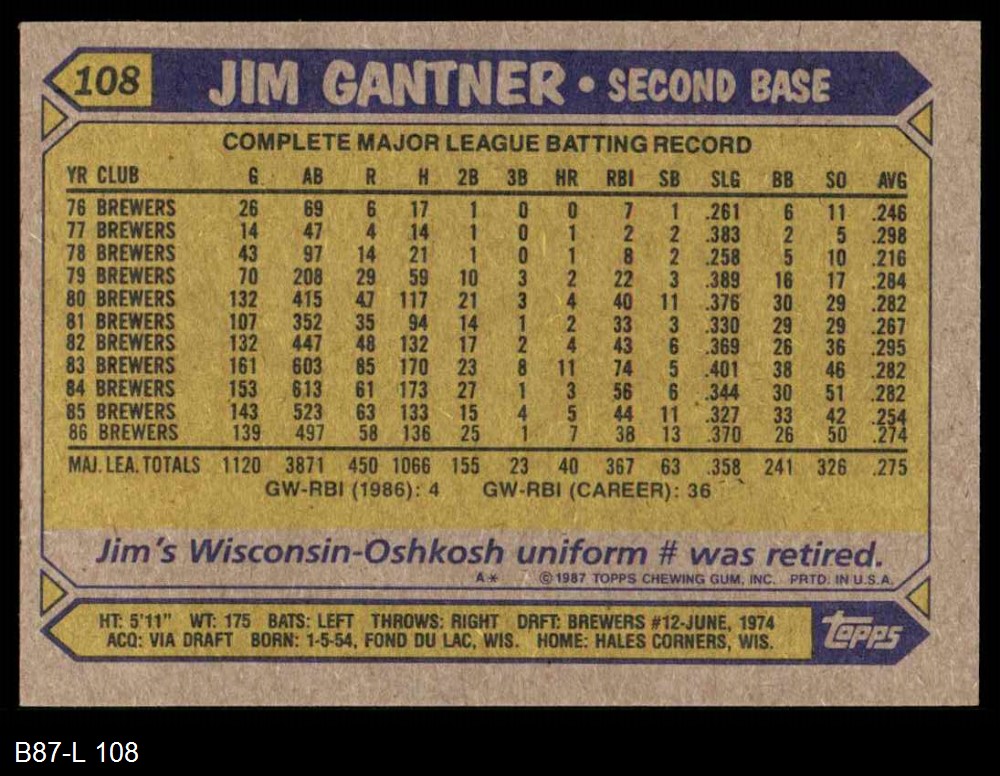 108 JIM GANTNER • SECOND BASE
COMPLETE MAJOR LEAGUE BATTING RECORD
YR CLUB G AB R H 2B 3B HR RBI SB SLG BB SO AVG
76 BREWERS 26 69 6 17 1 0 0 7 1 .261 6 11 .246
77 BREWERS 14 47 4 14 1 0 1 2 2 .383 2 5 .298
78 BREWERS 43 97 14 21 1 0 1 8 2 .258 5 10 .216
79 BREWERS 70 208 29 59 10 3 2 22 3 .389 16 17 .284
80 BREWERS 132 415 47 117 21 3 4 40 11 .376 30 29 .282
81 BREWERS 107 352 35 94 14 1 2 33 3 .330 29 29 .267
82 BREWERS 132 447 48 132 17 2 4 43 6 .369 26 36 .295
83 BREWERS 161 603 85 170 23 8 11 74 5 .401 38 46 .282
84 BREWERS 153 613 61 173 27 1 3 56 6 .344 30 51 .282
85 BREWERS 143 523 63 133 15 4 5 44 11 .327 33 42 .254
86 BREWERS 139 497 58 136 25 1 7 38 13 .370 26 50 .274
MAJ. LEA. TOTALS 1120 3871 450 1066 155 23 40 367 63 .358 241 326 .275
GW-RBI (1986): 4 GW-RBI (CAREER): 36
Jim's Wisconsin-Oshkosh uniform # was retired.
A* © 1987 TOPPS CHEWING GUM, INC. PRTD. IN U.S.A.
HT: 5'11" WT: 175 BATS: LEFT THROWS: RIGHT DRFT: BREWERS #12-JUNE, 1974
ACQ: VIA DRAFT BORN: 1-5-54, FOND DU LAC, WIS. HOME: HALES CORNERS, WIS.
topps
B87-L 108